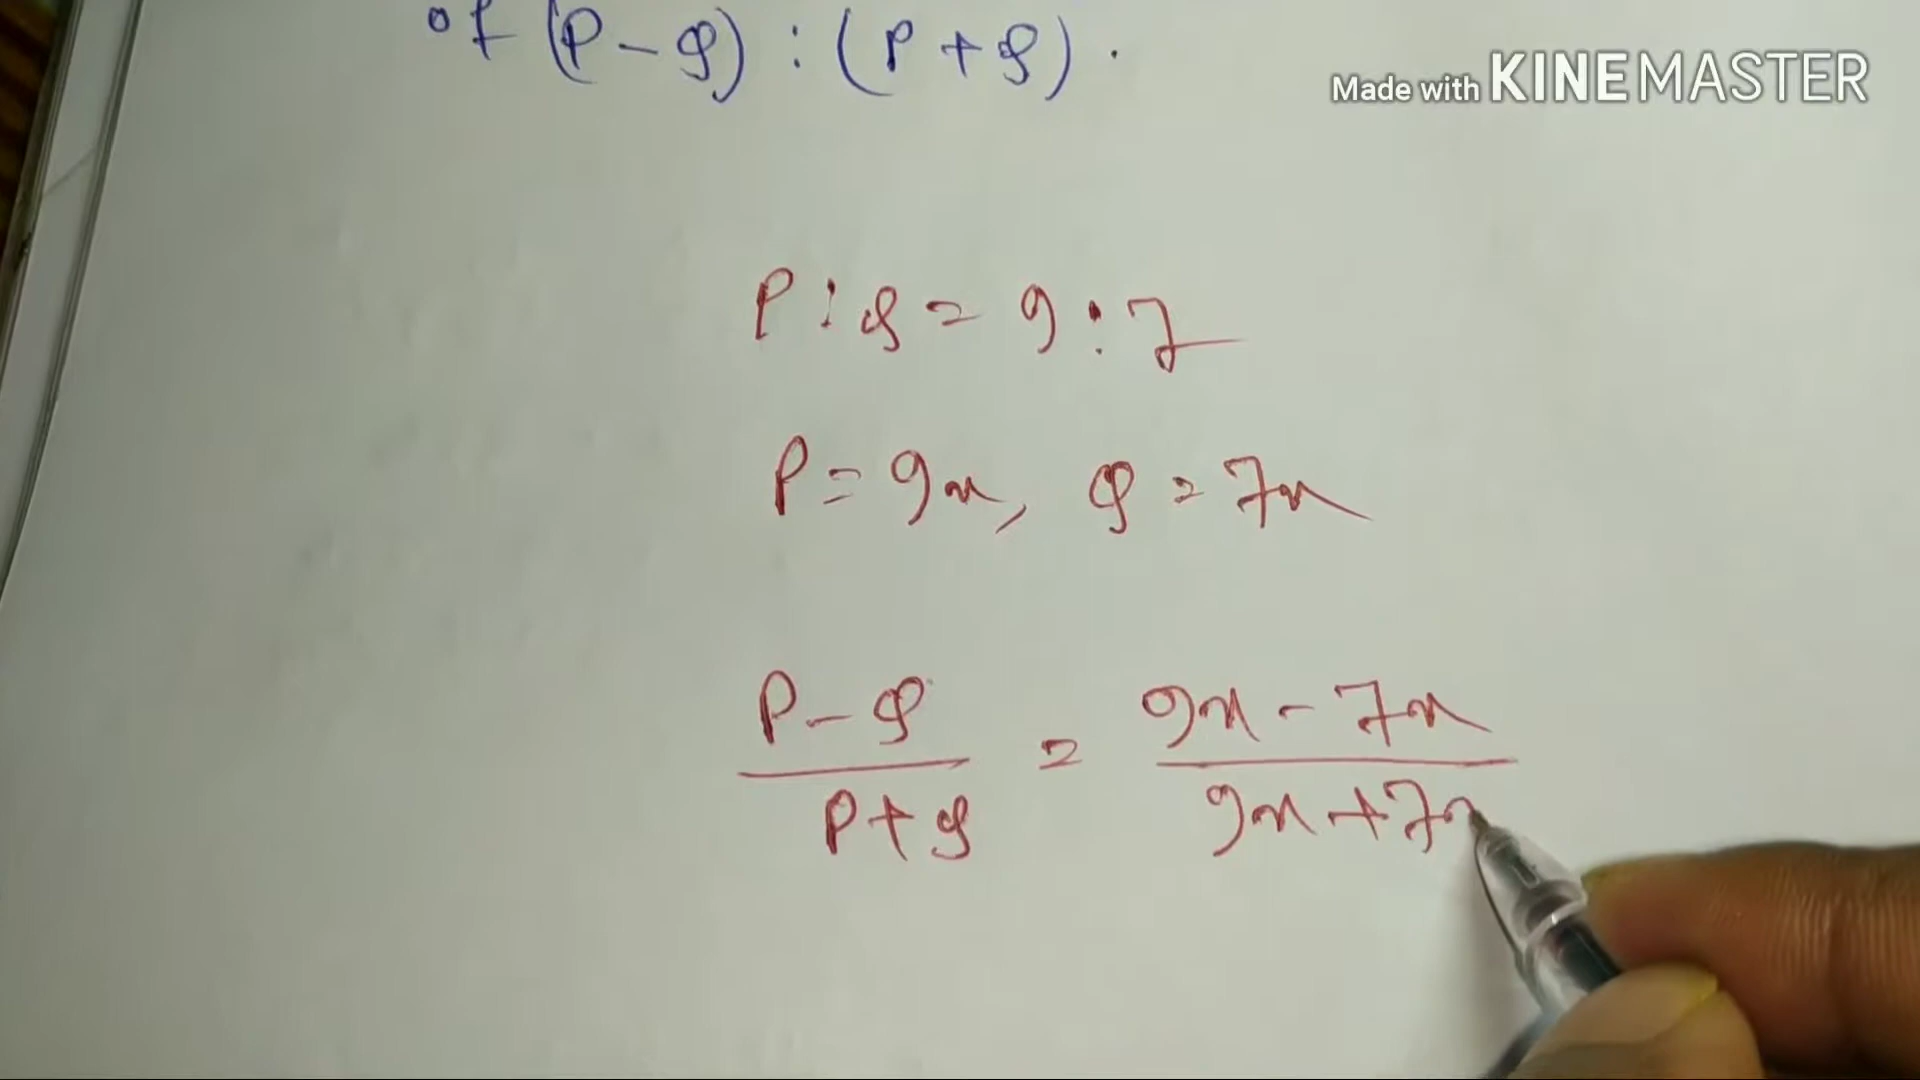 of (P - Q) : (P + Q) .
Made with KINEMASTER
P : Q = 9 : 7
P = 9x, Q = 7x
P - Q = 9x - 7x
P + Q 9x + 7x